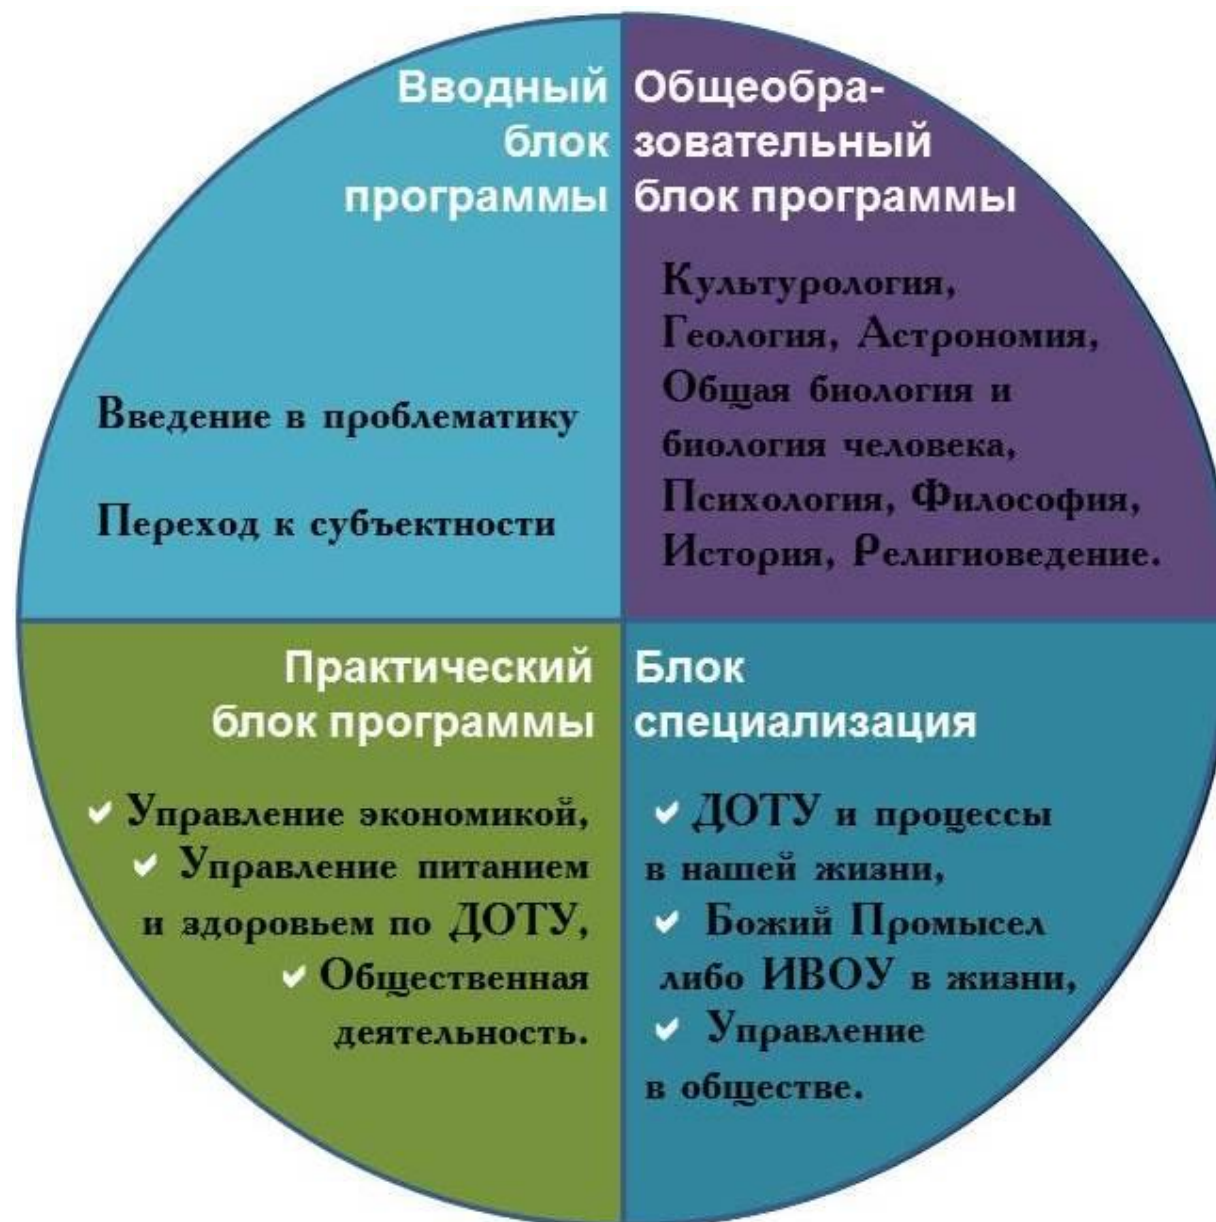 Вводный
блок
программы
Введение в проблематику
Переход к субъектности
Общеобра-
зовательный
блок программы
Культурология,
Геология, Астрономия,
Общая биология и
биология человека,
Психология, Философия,
История, Религиоведение.
Практический
блок программы
Управление экономикой,
Управление питанием
и здоровьем по ДОТУ,
Общественная
деятельность.
Блок
специализация
ДОТУ и процессы
в нашей жизни,
Божий Промысел
либо ИВОУ в жизни,
Управление
в обществе.